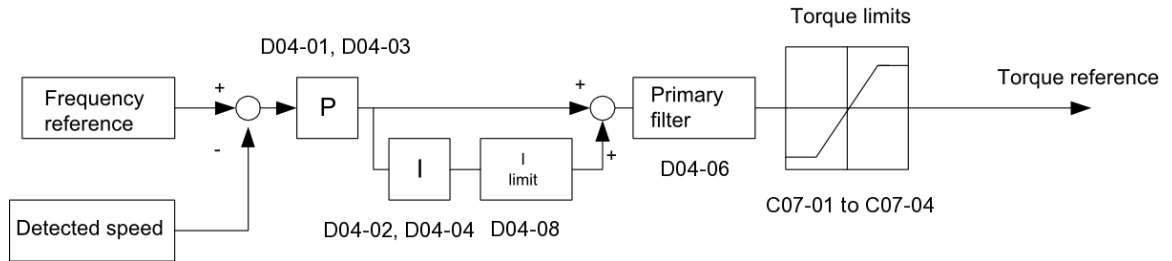 Torque limits
D04-01, D04-03
Frequency
reference
+
-
P
+
+
Primary
filter
Torque reference
I
I
limit
D04-06
C07-01 to C07-04
Detected speed
D04-02, D04-04
D04-08